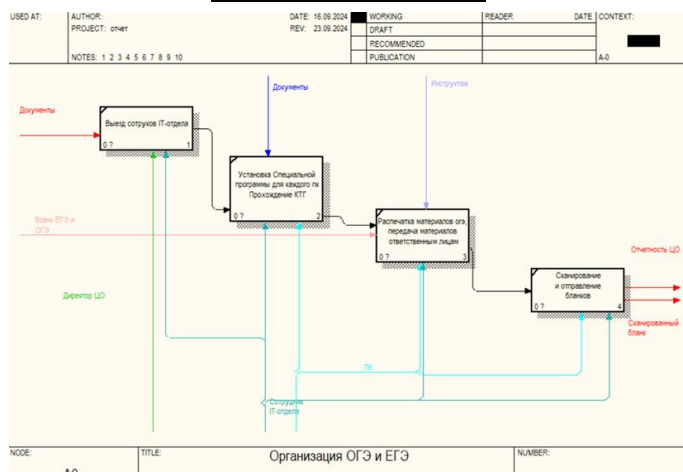 USED AT:
AUTHOR:
DATE: 16.09.2024
WORKING
READER
DATE
CONTEXT:
PROJECT: отчет
REV: 23.09.2024
DRAFT
RECOMMENDED
NOTES: 1 2 3 4 5 6 7 8 9 10
PUBLICATION
A-0
Документы
Документы
Инструктаж
Выезд сотруков IT-отдела
0 ?
1
Установка Специальной
программы для каждого пк
Прохождение КТГ
0 ?
2
бланк ЕГЭ и
ОГЭ
Распечатка материалов огэ,
передача материалов
ответственным лицам
0 ?
3
Отчетность ЦО
Сканирование
и отправление
бланков
0 ?
4
Директор ЦО
Сканированный
бланк
ПК
Сотрудник
IT-отдела
NODE:
TITLE:
Организация ОГЭ и ЕГЭ
NUMBER:
A0